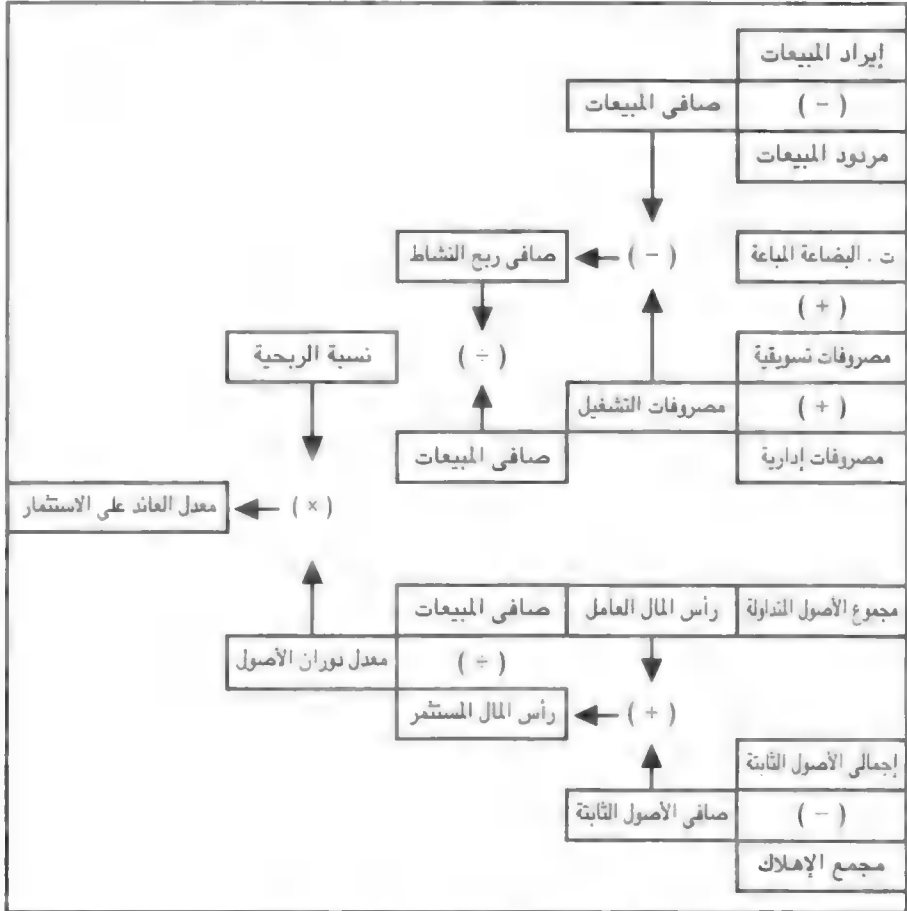 إيراد المبيعات
صافى المبيعات ( - )
مردود المبيعات
ت . البضاعة المباعة ( - ) صافى ربح النشاط
( + )
مصروفات تسويقية ( ÷ ) نسبة الربحية
( + ) مصروفات التشغيل
مصروفات إدارية صافى المبيعات
( × ) معدل العائد على الاستثمار
مجموع الأصول المتداولة رأس المال العامل صافى المبيعات
( ÷ ) معدل دوران الأصول
( + ) رأس المال المستثمر
إجمالى الأصول الثابتة
( - ) صافى الأصول الثابتة
مجمع الإهلاك